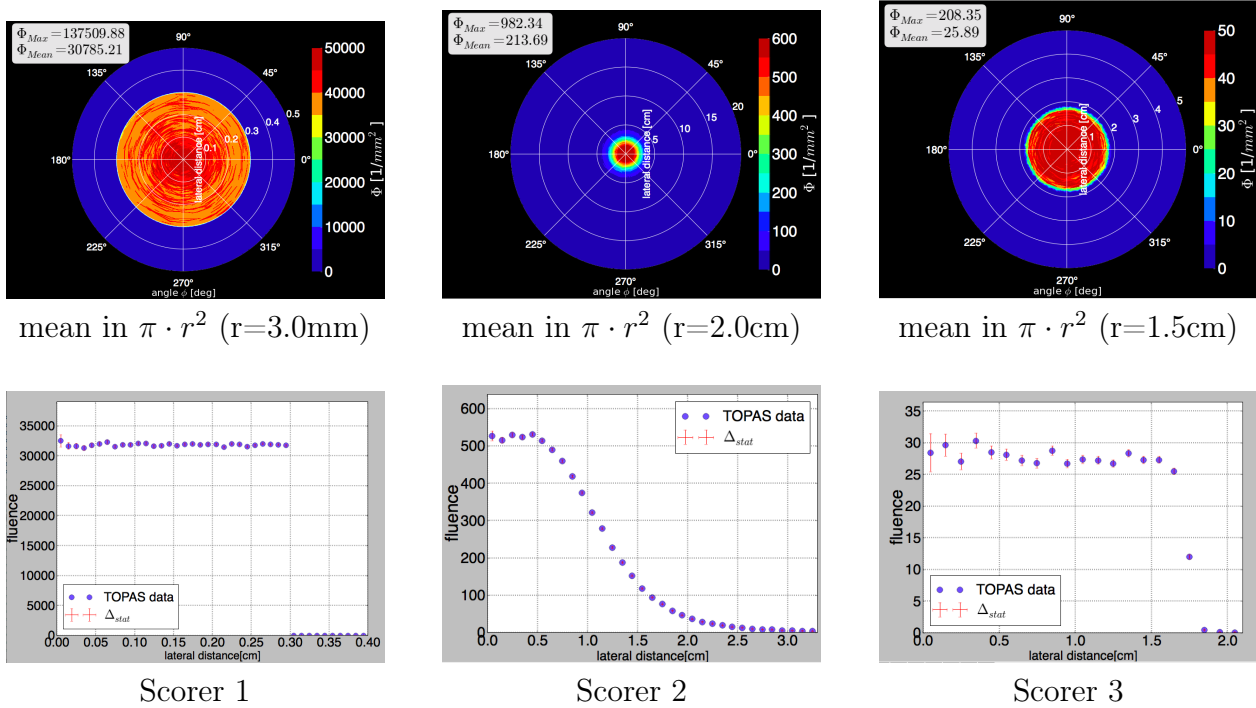 Φ_Max=137509.88
Φ_Mean=30785.21
90°
135°
45°
180°
0°
225°
315°
270°
0.1
0.2
0.3
0.4
0.5
lateral distance [cm]
angle ϕ [deg]
50000
40000
30000
20000
10000
0
Φ [1/mm²]
mean in π · r² (r=3.0mm)
Φ_Max=982.34
Φ_Mean=213.69
90°
135°
45°
180°
0°
225°
315°
270°
5
10
15
20
lateral distance [cm]
angle ϕ [deg]
600
500
400
300
200
100
0
Φ [1/mm²]
mean in π · r² (r=2.0cm)
Φ_Max=208.35
Φ_Mean=25.89
90°
135°
45°
180°
0°
225°
315°
270°
1
2
3
4
5
lateral distance [cm]
angle ϕ [deg]
50
40
30
20
10
0
Φ [1/mm²]
mean in π · r² (r=1.5cm)
35000
30000
25000
20000
15000
10000
5000
0
fluence
TOPAS data
Δ_stat
0.00 0.05 0.10 0.15 0.20 0.25 0.30 0.35 0.40
lateral distance[cm]
Scorer 1
600
500
400
300
200
100
0
fluence
TOPAS data
Δ_stat
0.0 0.5 1.0 1.5 2.0 2.5 3.0
lateral distance[cm]
Scorer 2
35
30
25
20
15
10
5
0
fluence
TOPAS data
Δ_stat
0.0 0.5 1.0 1.5 2.0
lateral distance[cm]
Scorer 3